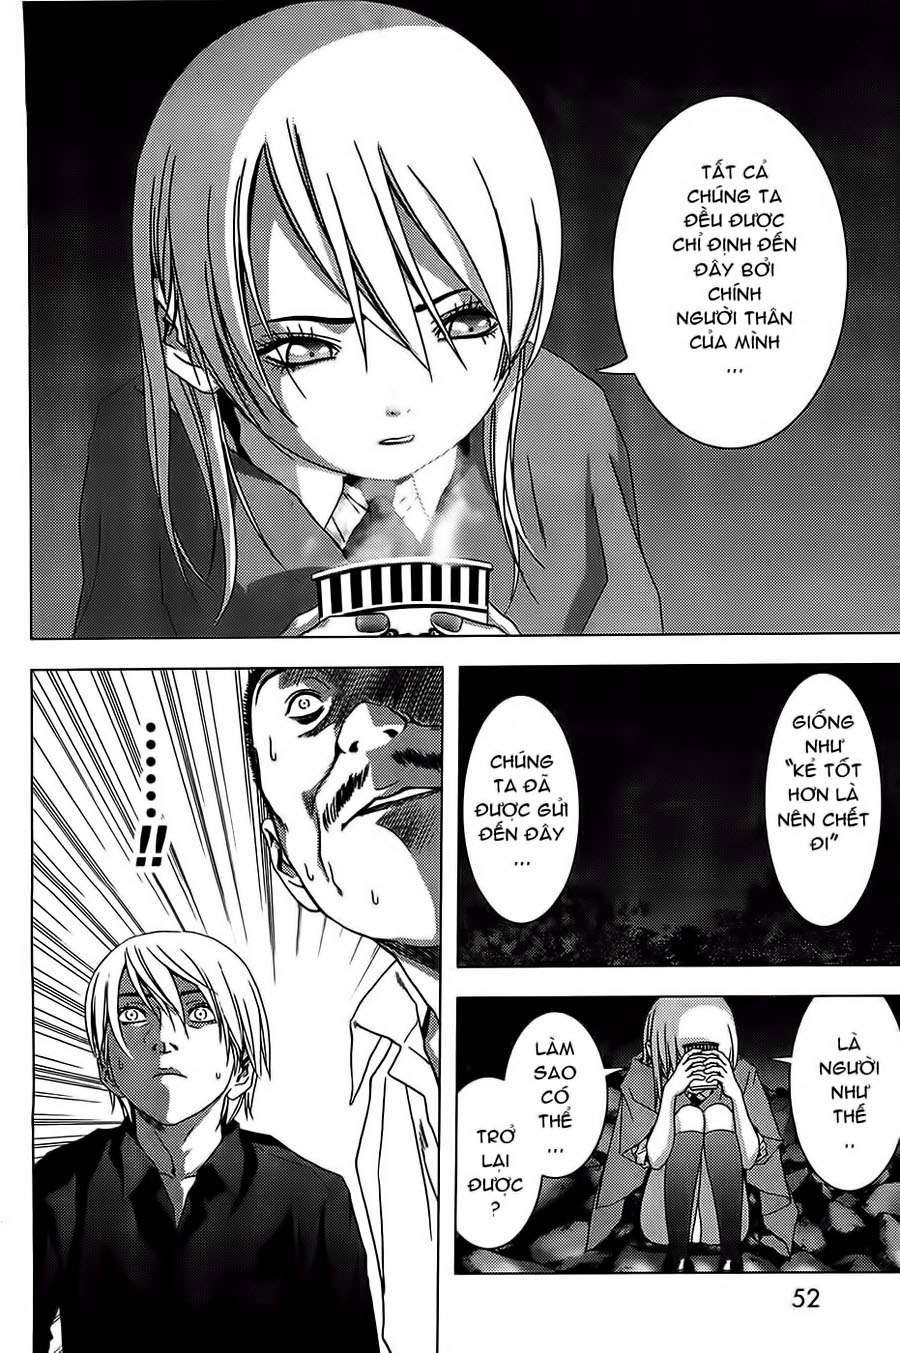 TẤT CẢ
CHÚNG TA
ĐỀU ĐƯỢC
CHỈ ĐỊNH ĐẾN
ĐÂY BỞI
CHÍNH
NGƯỜI THÂN
CỦA MÌNH
...
GIỐNG
NHƯ
"KẺ TỐT
HƠN LÀ
NÊN CHẾT
ĐI"
CHÚNG
TA ĐÃ
ĐƯỢC GỬI
ĐẾN ĐÂY
...
......!!
LÀ
NGƯỜI
NHƯ
THẾ
..
LÀM
SAO CÓ
THỂ
...
TRỞ
LẠI
ĐƯỢC
?
52